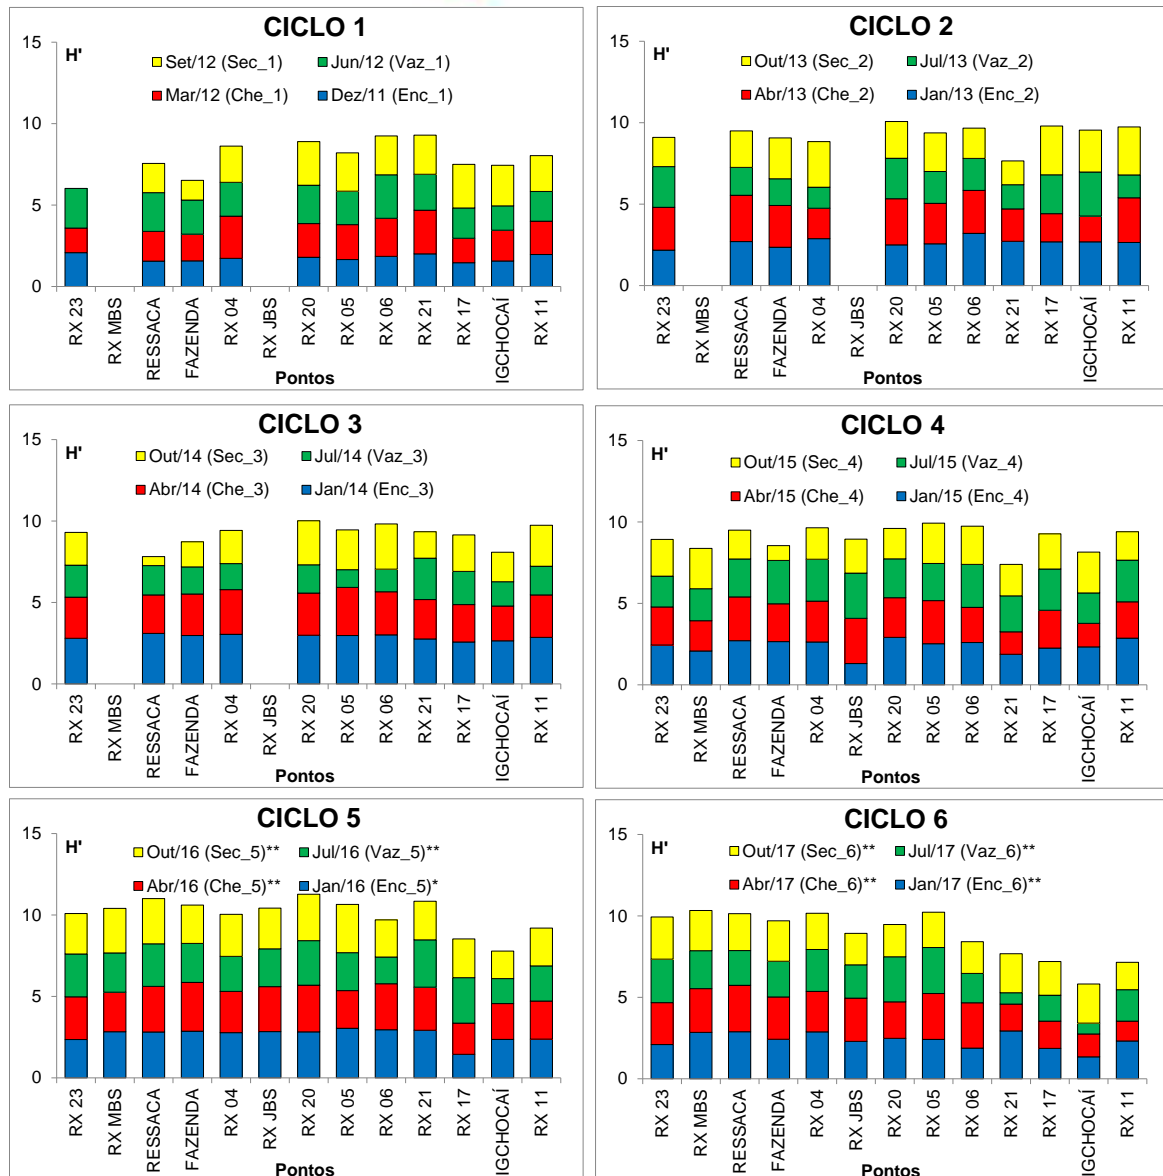 CICLO 1
15
H'
Set/12 (Sec_1) Jun/12 (Vaz_1)
Mar/12 (Che_1) Dez/11 (Enc_1)
10
5
0
RX 23 RX MBS RESSACA FAZENDA RX 04 RX JBS RX 20 RX 05 RX 06 RX 21 RX 17 IGCHOCAÍ RX 11
Pontos
CICLO 2
15
H'
Out/13 (Sec_2) Jul/13 (Vaz_2)
Abr/13 (Che_2) Jan/13 (Enc_2)
10
5
0
RX 23 RX MBS RESSACA FAZENDA RX 04 RX JBS RX 20 RX 05 RX 06 RX 21 RX 17 IGCHOCAÍ RX 11
Pontos
CICLO 3
15
H'
Out/14 (Sec_3) Jul/14 (Vaz_3)
Abr/14 (Che_3) Jan/14 (Enc_3)
10
5
0
RX 23 RX MBS RESSACA FAZENDA RX 04 RX JBS RX 20 RX 05 RX 06 RX 21 RX 17 IGCHOCAÍ RX 11
Pontos
CICLO 4
15
H'
Out/15 (Sec_4) Jul/15 (Vaz_4)
Abr/15 (Che_4) Jan/15 (Enc_4)
10
5
0
RX 23 RX MBS RESSACA FAZENDA RX 04 RX JBS RX 20 RX 05 RX 06 RX 21 RX 17 IGCHOCAÍ RX 11
Pontos
CICLO 5
15
H'
Out/16 (Sec_5)** Jul/16 (Vaz_5)**
Abr/16 (Che_5)** Jan/16 (Enc_5)*
10
5
0
RX 23 RX MBS RESSACA FAZENDA RX 04 RX JBS RX 20 RX 05 RX 06 RX 21 RX 17 IGCHOCAÍ RX 11
Pontos
CICLO 6
15
H'
Out/17 (Sec_6)** Jul/17 (Vaz_6)**
Abr/17 (Che_6)** Jan/17 (Enc_6)**
10
5
0
RX 23 RX MBS RESSACA FAZENDA RX 04 RX JBS RX 20 RX 05 RX 06 RX 21 RX 17 IGCHOCAÍ RX 11
Pontos